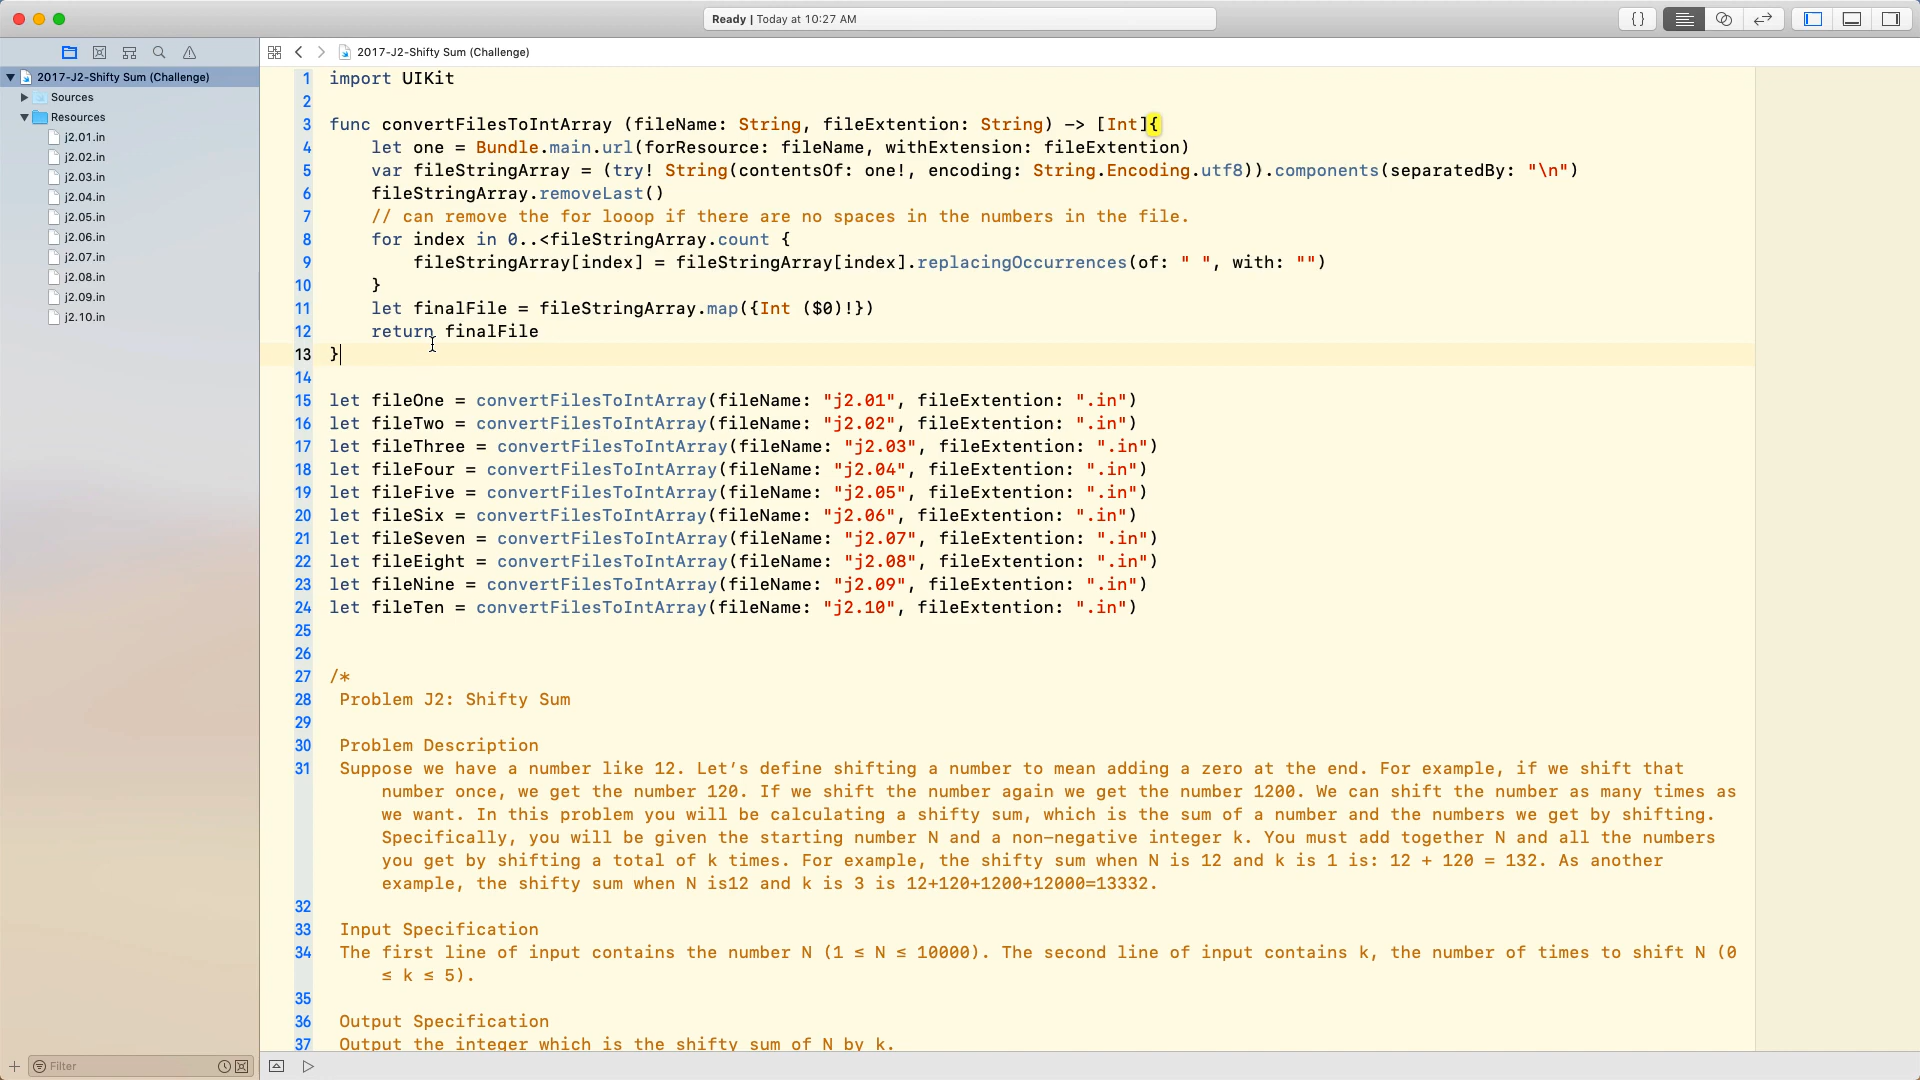 Ready | Today at 10:27 AM
2017-J2-Shifty Sum (Challenge)
Sources
Resources
j2.01.in
j2.02.in
j2.03.in
j2.04.in
j2.05.in
j2.06.in
j2.07.in
j2.08.in
j2.09.in
j2.10.in
Filter
2017-J2-Shifty Sum (Challenge)
1 import UIKit
2
3 func convertFilesToIntArray (fileName: String, fileExtention: String) -> [Int]{
4 let one = Bundle.main.url(forResource: fileName, withExtension: fileExtention)
5 var fileStringArray = (try! String(contentsOf: one!, encoding: String.Encoding.utf8)).components(separatedBy: "\n")
6 fileStringArray.removeLast()
7 // can remove the for looop if there are no spaces in the numbers in the file.
8 for index in 0..<fileStringArray.count {
9 fileStringArray[index] = fileStringArray[index].replacingOccurrences(of: " ", with: "")
10 }
11 let finalFile = fileStringArray.map({Int ($0)!})
12 return finalFile
13 }
14
15 let fileOne = convertFilesToIntArray(fileName: "j2.01", fileExtention: ".in")
16 let fileTwo = convertFilesToIntArray(fileName: "j2.02", fileExtention: ".in")
17 let fileThree = convertFilesToIntArray(fileName: "j2.03", fileExtention: ".in")
18 let fileFour = convertFilesToIntArray(fileName: "j2.04", fileExtention: ".in")
19 let fileFive = convertFilesToIntArray(fileName: "j2.05", fileExtention: ".in")
20 let fileSix = convertFilesToIntArray(fileName: "j2.06", fileExtention: ".in")
21 let fileSeven = convertFilesToIntArray(fileName: "j2.07", fileExtention: ".in")
22 let fileEight = convertFilesToIntArray(fileName: "j2.08", fileExtention: ".in")
23 let fileNine = convertFilesToIntArray(fileName: "j2.09", fileExtention: ".in")
24 let fileTen = convertFilesToIntArray(fileName: "j2.10", fileExtention: ".in")
25
26
27 /*
28 Problem J2: Shifty Sum
29
30 Problem Description
31 Suppose we have a number like 12. Let’s define shifting a number to mean adding a zero at the end. For example, if we shift that
number once, we get the number 120. If we shift the number again we get the number 1200. We can shift the number as many times as
we want. In this problem you will be calculating a shifty sum, which is the sum of a number and the numbers we get by shifting.
Specifically, you will be given the starting number N and a non-negative integer k. You must add together N and all the numbers
you get by shifting a total of k times. For example, the shifty sum when N is 12 and k is 1 is: 12 + 120 = 132. As another
example, the shifty sum when N is12 and k is 3 is 12+120+1200+12000=13332.
32
33 Input Specification
34 The first line of input contains the number N (1 ≤ N ≤ 10000). The second line of input contains k, the number of times to shift N (0
≤ k ≤ 5).
35
36 Output Specification
37 Output the integer which is the shifty sum of N by k.